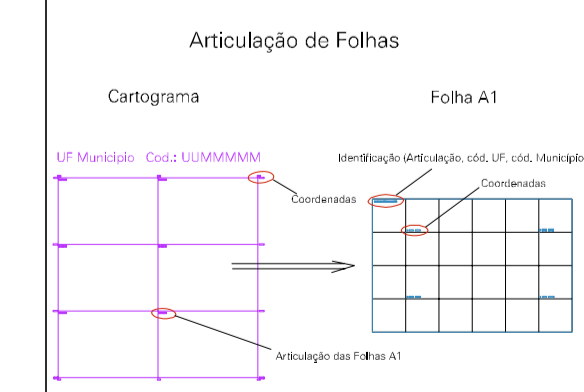 Articulação de Folhas
Cartograma
Folha A1
UF Municipio Cod.: UUMMMMM
Identificação (Articulação, cód. UF, cód. Município
Coordenadas
Coordenadas
Articulação das Folhas A1